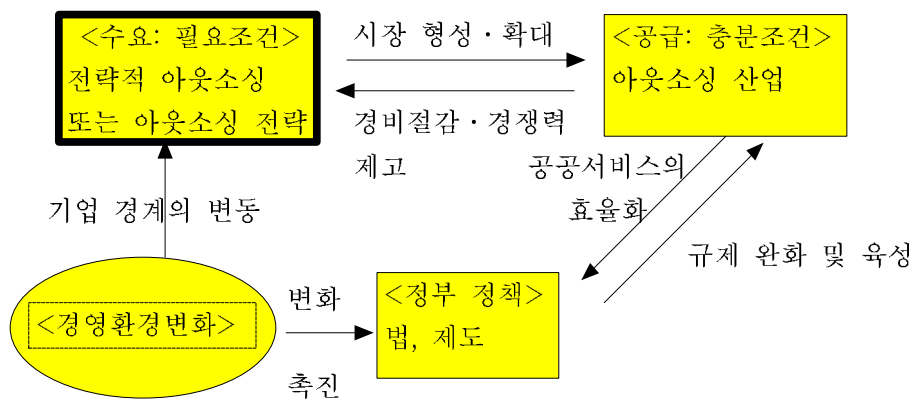 <수요: 필요조건>
전략적 아웃소싱
또는 아웃소싱 전략
시장 형성·확대
경비절감·경쟁력
제고
<공급: 충분조건>
아웃소싱 산업
기업 경계의 변동
공공서비스의
효율화
규제 완화 및 육성
<경영환경변화>
변화
촉진
<정부 정책>
법, 제도